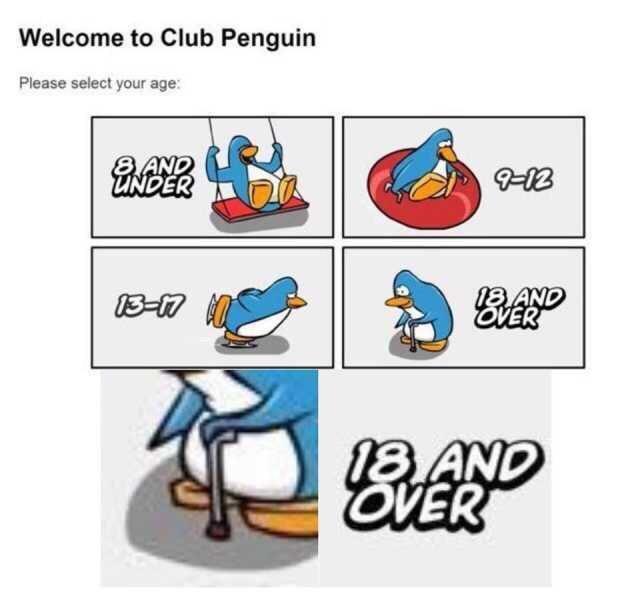 Welcome to Club Penguin
Please select your age:
8 AND
UNDER
9-12
13-17
18 AND
OVER
18 AND
OVER